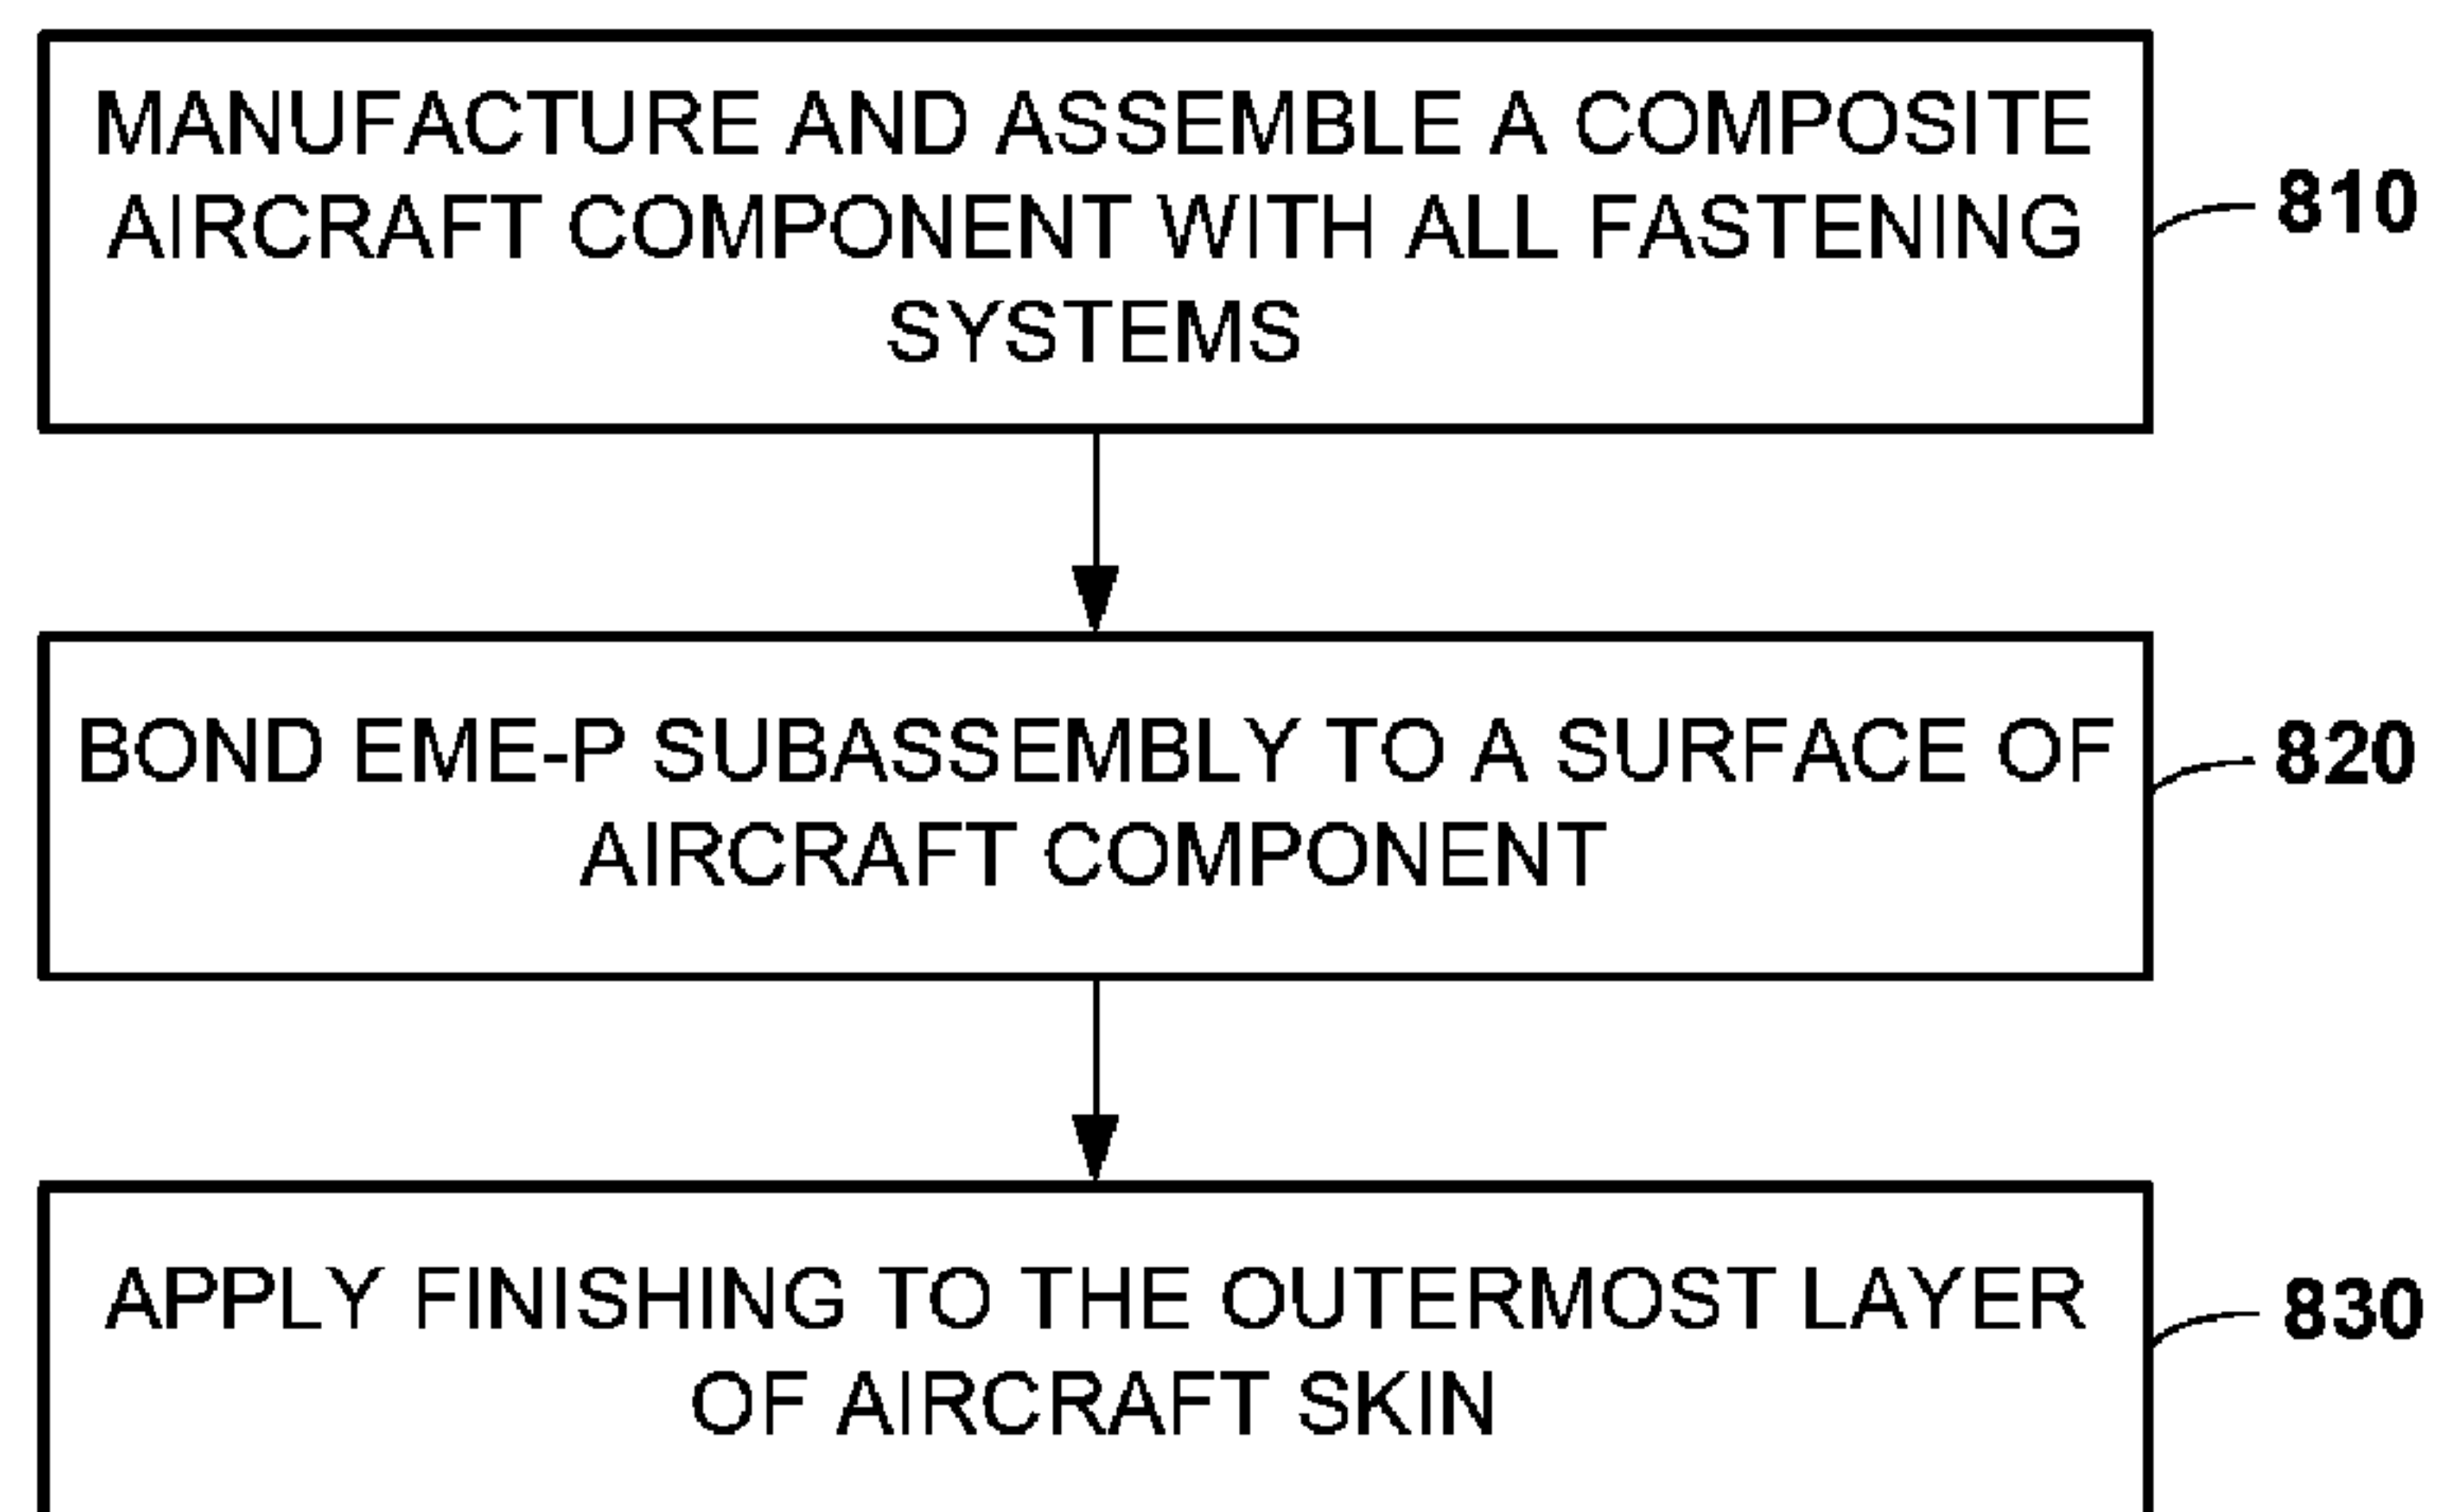 MANUFACTURE AND ASSEMBLE A COMPOSITE
AIRCRAFT COMPONENT WITH ALL FASTENING
SYSTEMS
810
BOND EME-P SUBASSEMBLY TO A SURFACE OF
AIRCRAFT COMPONENT
820
APPLY FINISHING TO THE OUTERMOST LAYER
OF AIRCRAFT SKIN
830